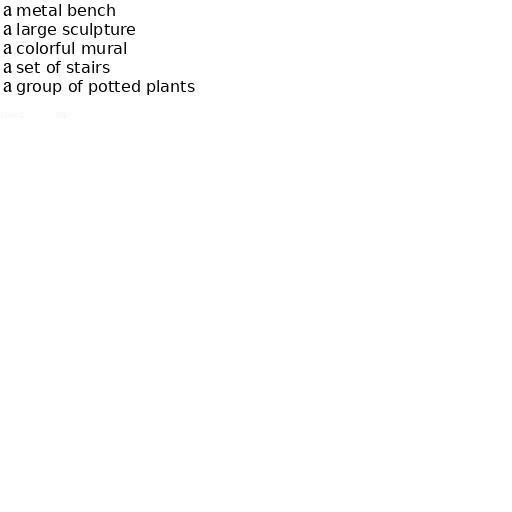 a metal bench
a large sculpture
a colorful mural
a set of stairs
a group of potted plants